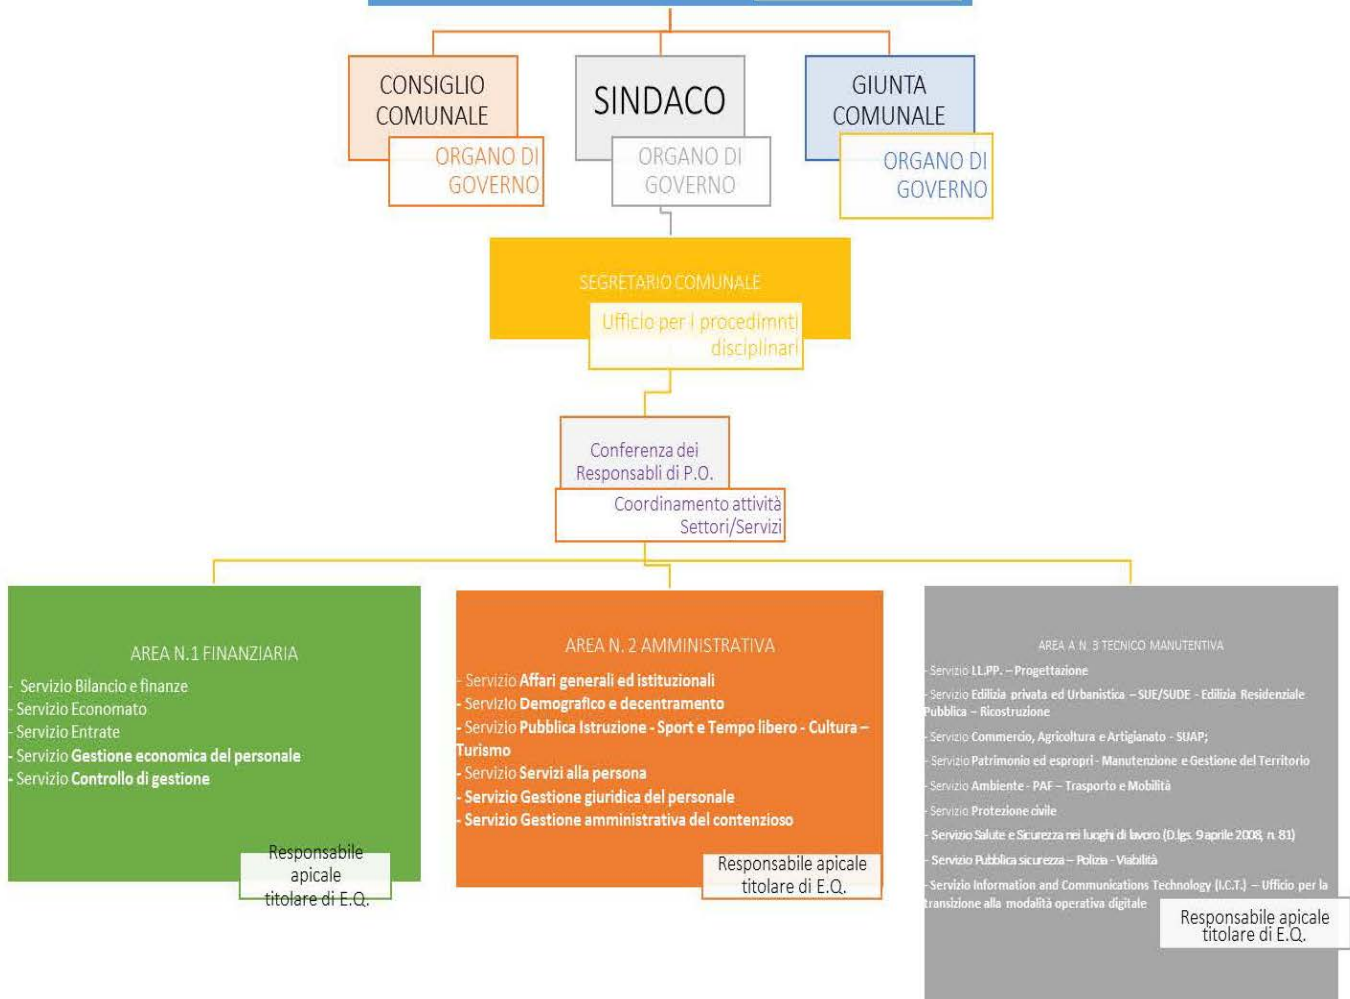 CONSIGLIO
COMUNALE
ORGANO DI
GOVERNO
SINDACO
ORGANO DI
GOVERNO
GIUNTA
COMUNALE
ORGANO DI
GOVERNO
SEGRETARIO COMUNALE
Ufficio per i procedimnti
disciplinari
Conferenza dei
Responsabli di P.O.
Coordinamento attività
Settori/Servizi
AREA N.1 FINANZIARIA
- Servizio Bilancio e finanze
- Servizio Economato
- Servizio Entrate
- Servizio Gestione economica del personale
- Servizio Controllo di gestione
Responsabile
apicale
titolare di E.Q.
AREA N. 2 AMMINISTRATIVA
- Servizio Affari generali ed istituzionali
- Servizio Demografico e decentramento
- Servizio Pubblica Istruzione - Sport e Tempo libero - Cultura –
Turismo
- Servizio Servizi alla persona
- Servizio Gestione giuridica del personale
- Servizio Gestione amministrativa del contenzioso
Responsabile apicale
titolare di E.Q.
AREA A N. 3 TECNICO MANUTENTIVA
- Servizio LL.PP. – Progettazione
- Servizio Edilizia privata ed Urbanistica – SUE/SUDE - Edilizia Residenziale
Pubblica – Ricostruzione
- Servizio Commercio, Agricoltura e Artigianato - SUAP;
- Servizio Patrimonio ed espropri - Manutenzione e Gestione del Territorio
- Servizio Ambiente - PAF – Trasporto e Mobilità
- Servizio Protezione civile
- Servizio Salute e Sicurezza nei luoghi di lavoro (D.lgs. 9 aprile 2008, n. 81)
- Servizio Pubblica sicurezza – Polizia - Viabilità
- Servizio Information and Communications Technology (I.C.T.) – Ufficio per la
transizione alla modalità operativa digitale
Responsabile apicale
titolare di E.Q.